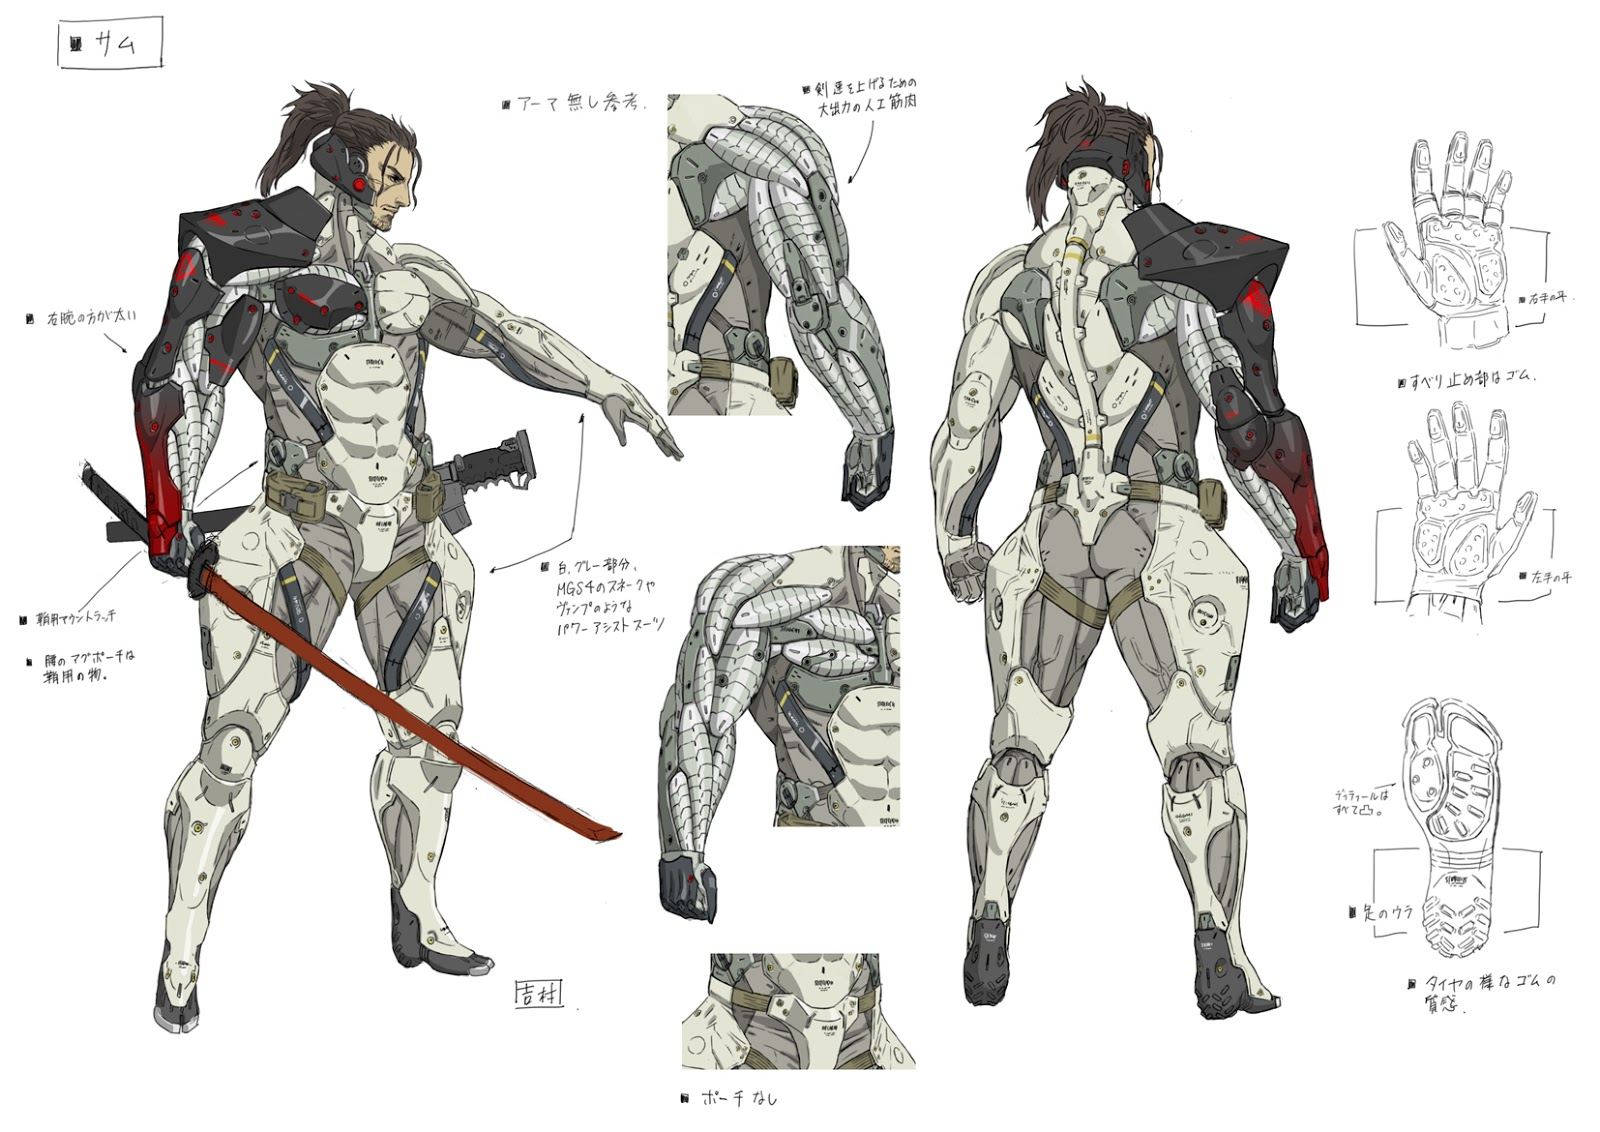 サム
アーマ無し参考.
剣速を上げるための
大出力の人工筋肉
右腕の方が太い
鞘用マウントラッチ
腰のマグポーチは
鞘用の物。
白,グレー部分、
MGS4のスネークや
ヴァンプのような
パワーアシストスーツ
吉村
ポーチなし
右手の平.
すべり止め部はゴム.
左手の平
ディティールは
すべて凸。
足のウラ
タイヤの様なゴムの
質感.